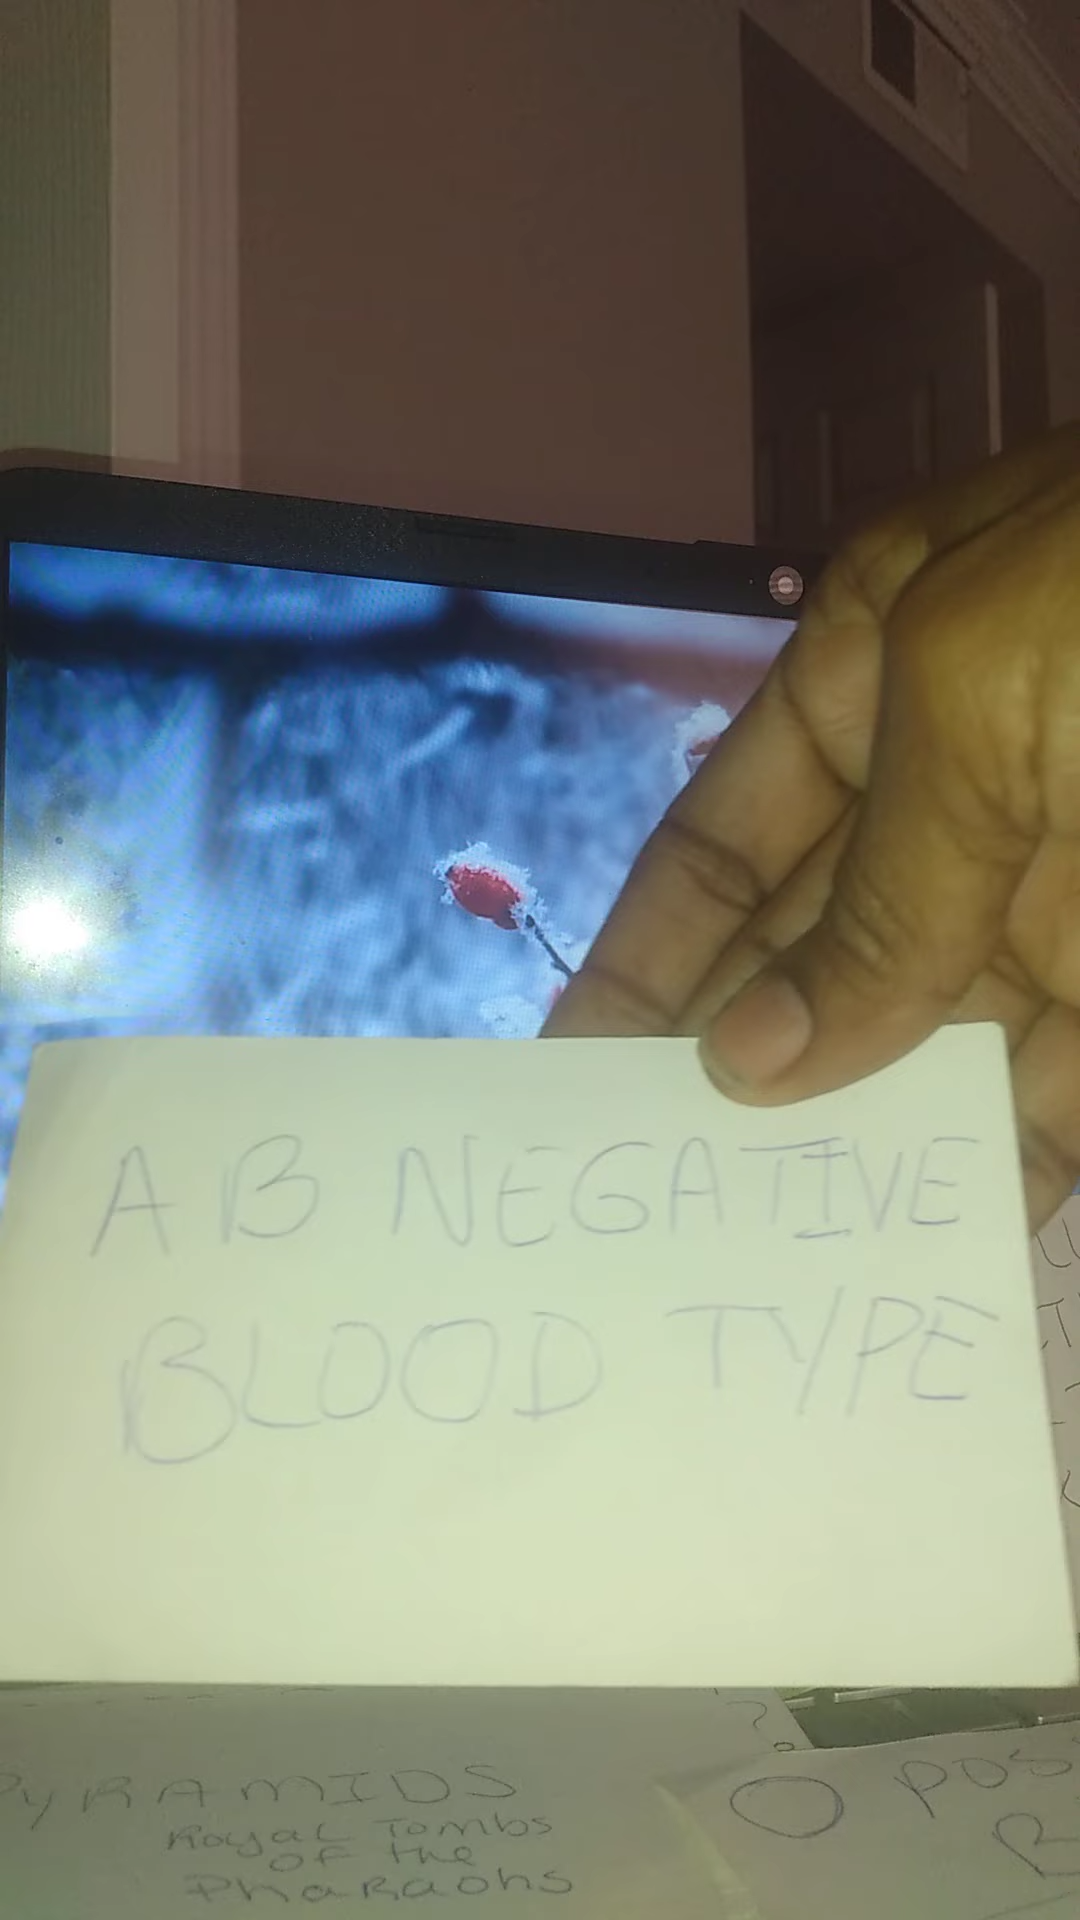 AB NEGATIVE
BLOOD TYPE
PYRAMIDS
ROYAL TOMBS
OF THE
PHARAOHS
?
O POS